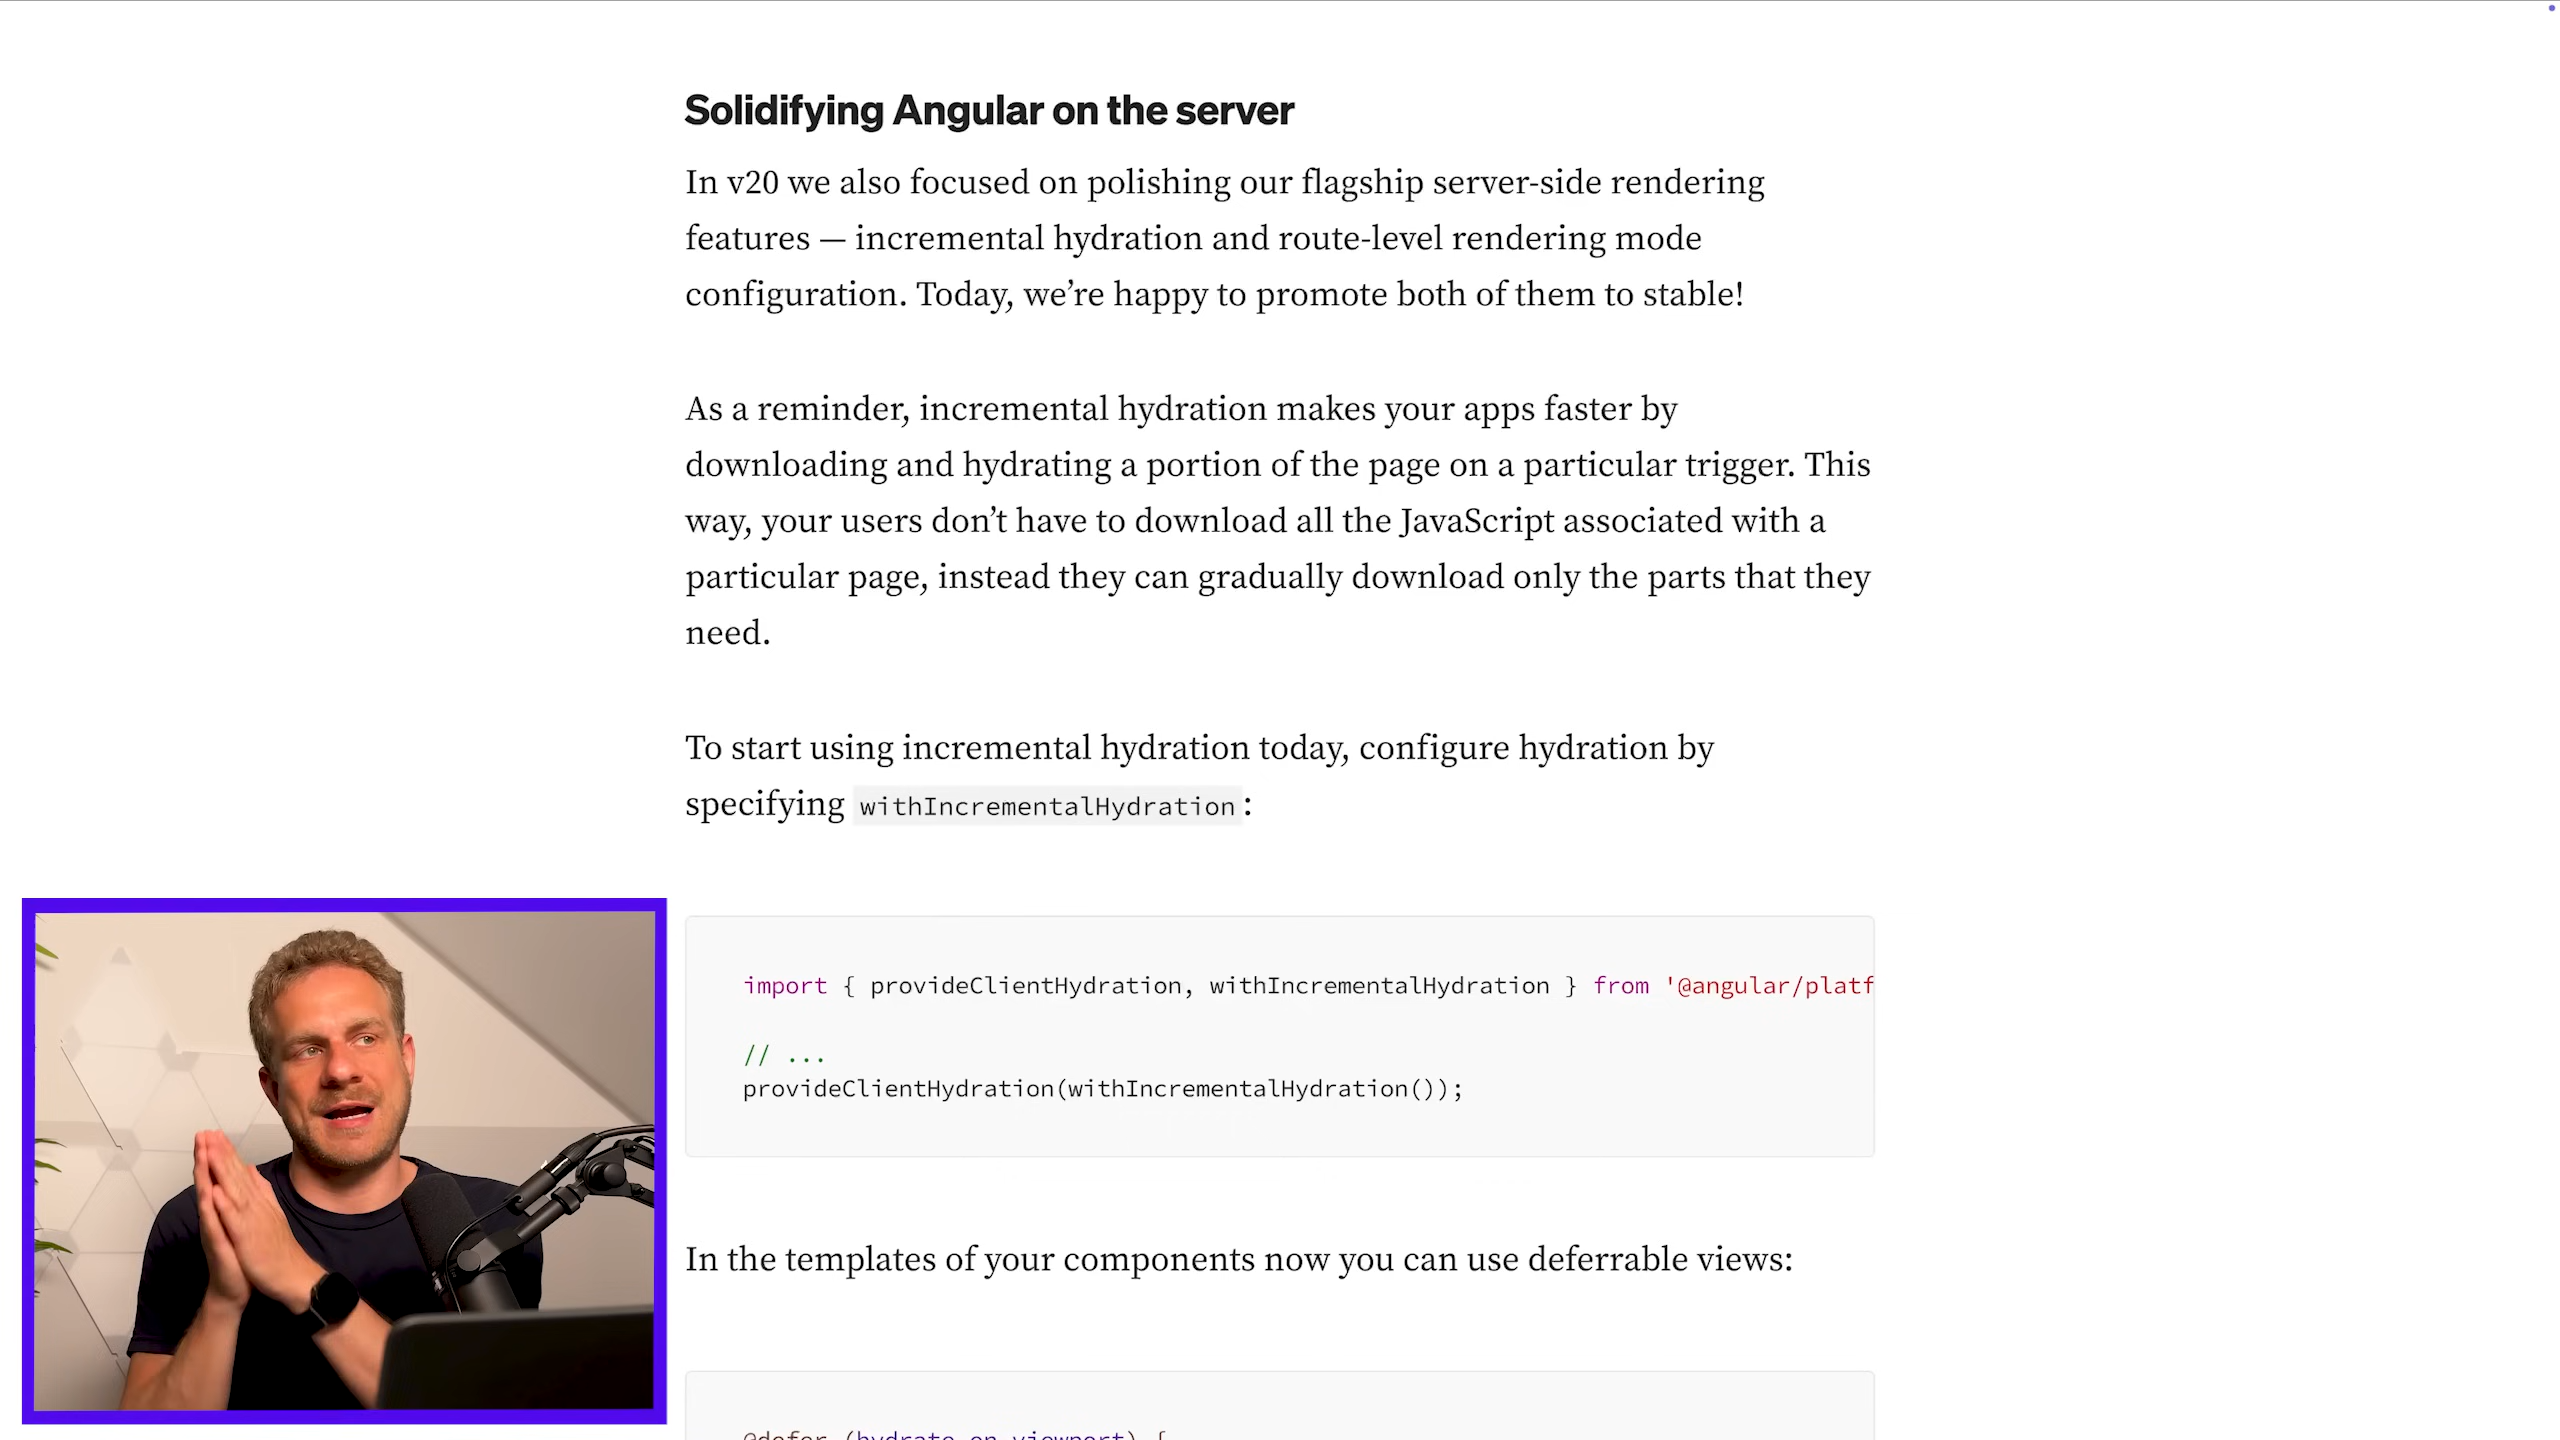 Solidifying Angular on the server
In v20 we also focused on polishing our flagship server-side rendering
features — incremental hydration and route-level rendering mode
configuration. Today, we’re happy to promote both of them to stable!
As a reminder, incremental hydration makes your apps faster by
downloading and hydrating a portion of the page on a particular trigger. This
way, your users don’t have to download all the JavaScript associated with a
particular page, instead they can gradually download only the parts that they
need.
To start using incremental hydration today, configure hydration by
specifying withIncrementalHydration:
import { provideClientHydration, withIncrementalHydration } from '@angular/platf
// ...
provideClientHydration(withIncrementalHydration());
In the templates of your components now you can use deferrable views:
@defer (hydrate on viewport) {